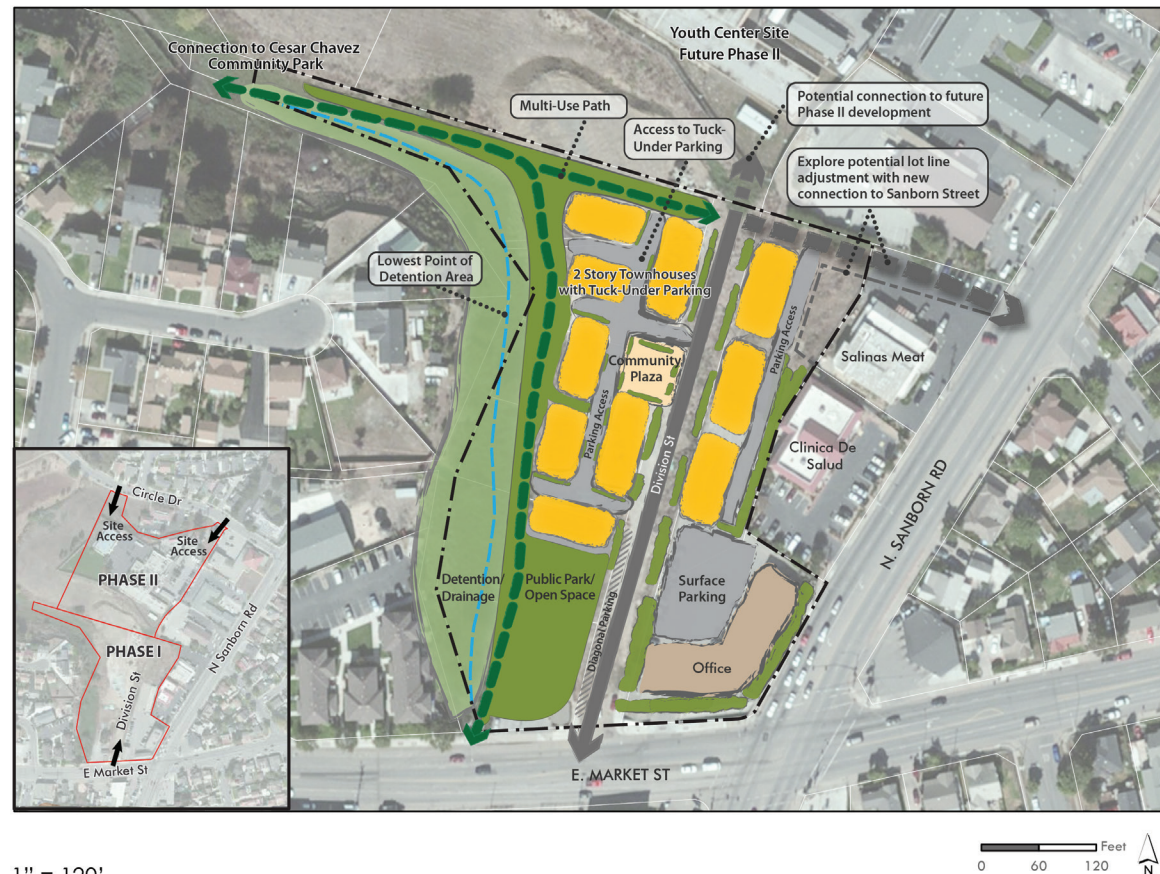 Connection to Cesar Chavez
Community Park
Youth Center Site
Future Phase II
Multi-Use Path
Access to Tuck-
Under Parking
Potential connection to future
Phase II development
Explore potential lot line
adjustment with new
connection to Sanborn Street
Lowest Point of
Detention Area
2 Story Townhouses
with Tuck-Under Parking
Community
Plaza
Parking Access
Parking Access
Division St
Salinas Meat
Clinica De
Salud
N. SANBORN RD
Detention/
Drainage
Public Park/
Open Space
Diagonal Parking
Surface
Parking
Office
E. MARKET ST
Circle Dr
Site
Access
Site
Access
PHASE II
N Sanborn Rd
PHASE I
Division St
E Market St
Feet
0 60 120
N
1" = 120'